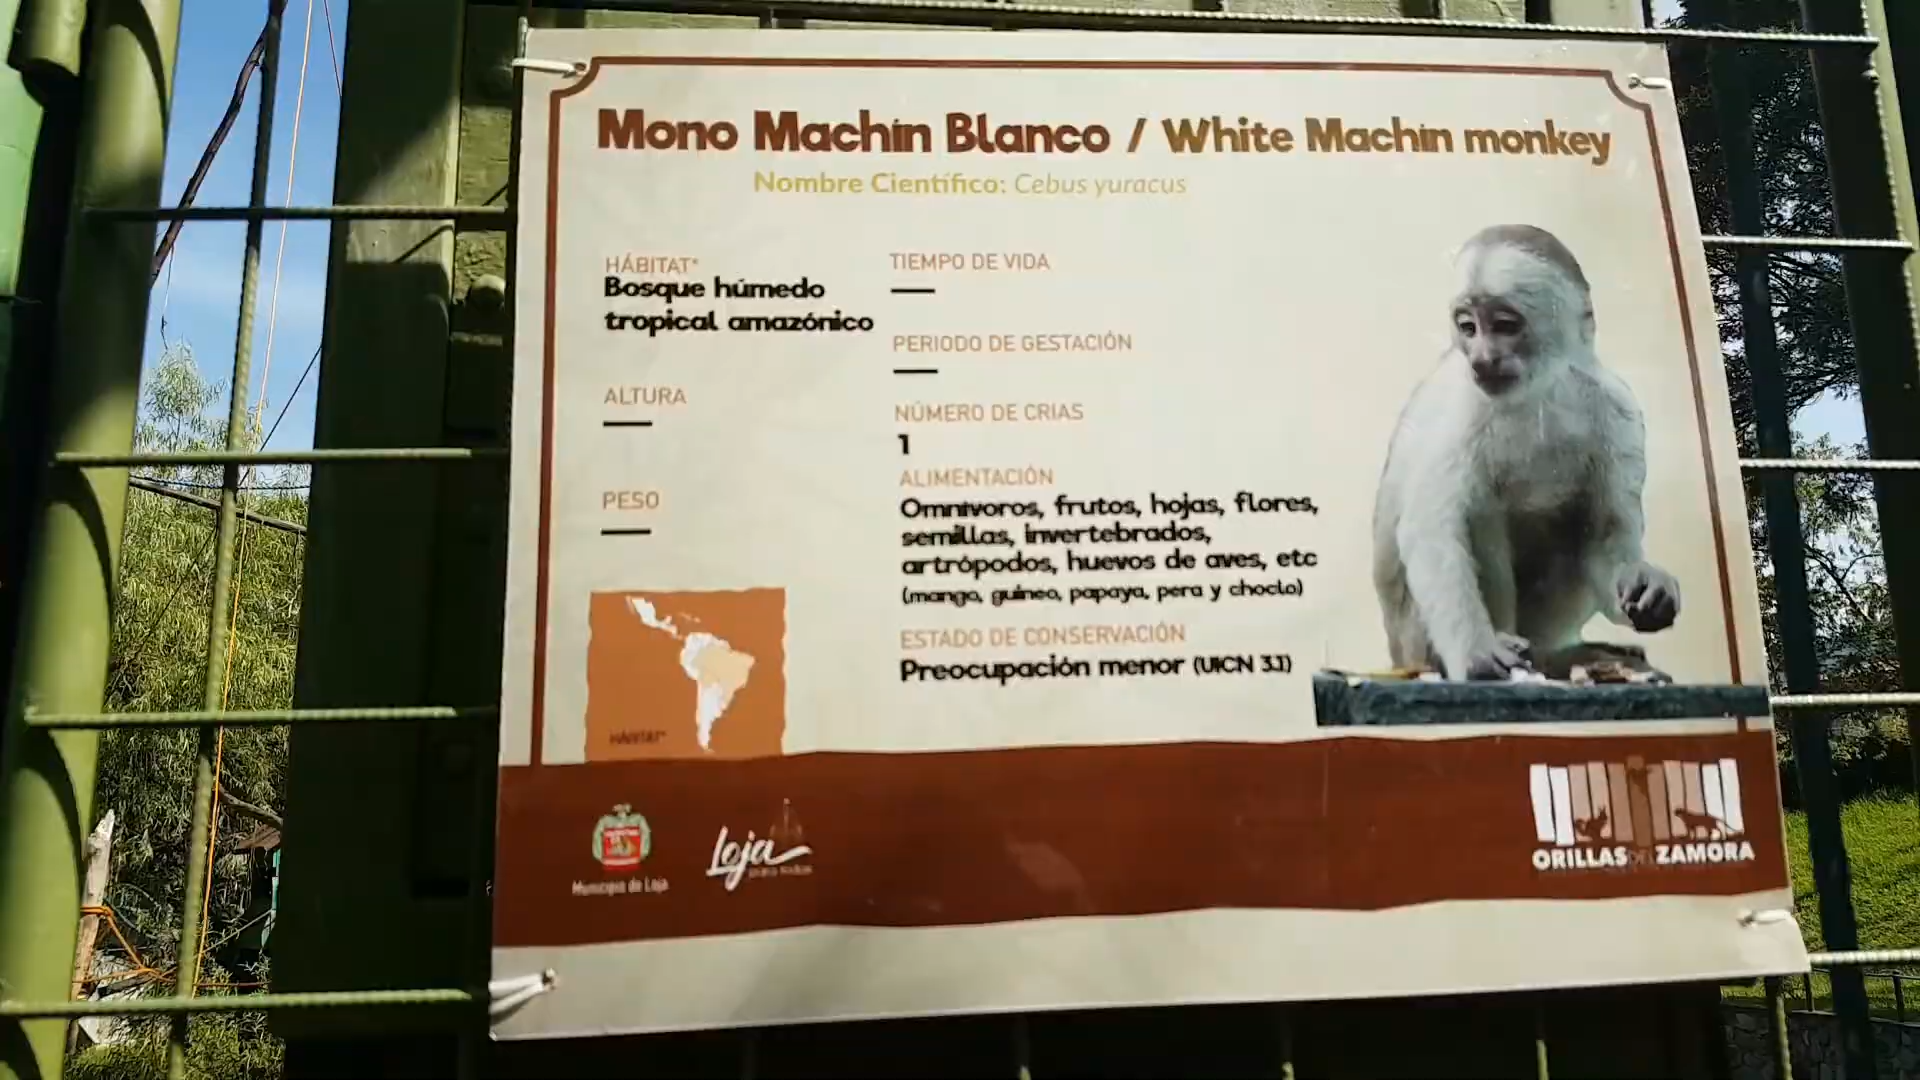 Mono Machín Blanco / White Machin monkey
Nombre Científico: Cebus yuracus
HÁBITAT*
Bosque húmedo
tropical amazónico
ALTURA
—
PESO
—
TIEMPO DE VIDA
—
PERIODO DE GESTACIÓN
—
NÚMERO DE CRIAS
1
ALIMENTACIÓN
Omnívoros, frutos, hojas, flores,
semillas, invertebrados,
artrópodos, huevos de aves, etc
(mango, guineo, papaya, pera y choclo)
ESTADO DE CONSERVACIÓN
Preocupación menor (UICN 3.1)
HÁBITAT*
Municipio de Loja
Loja
ORILLAS DEL ZAMORA